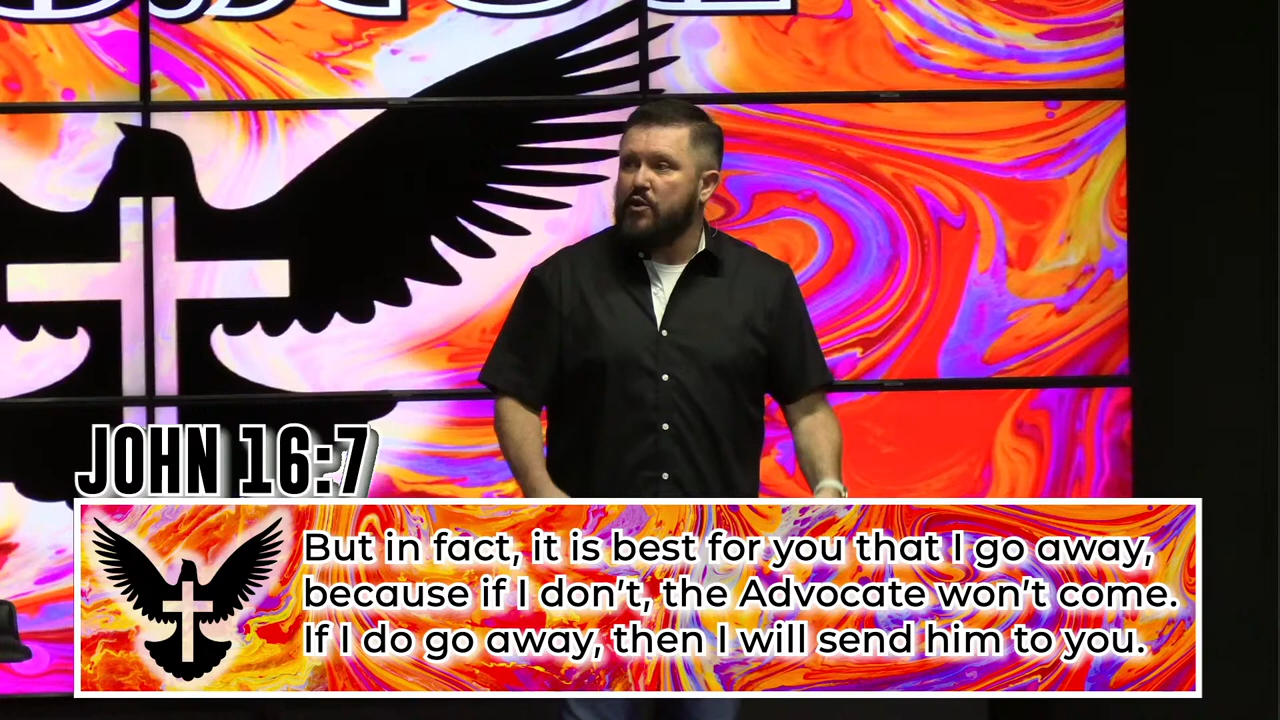 JOHN 16:7
But in fact, it is best for you that I go away,
because if I don't, the Advocate won't come.
If I do go away, then I will send him to you.